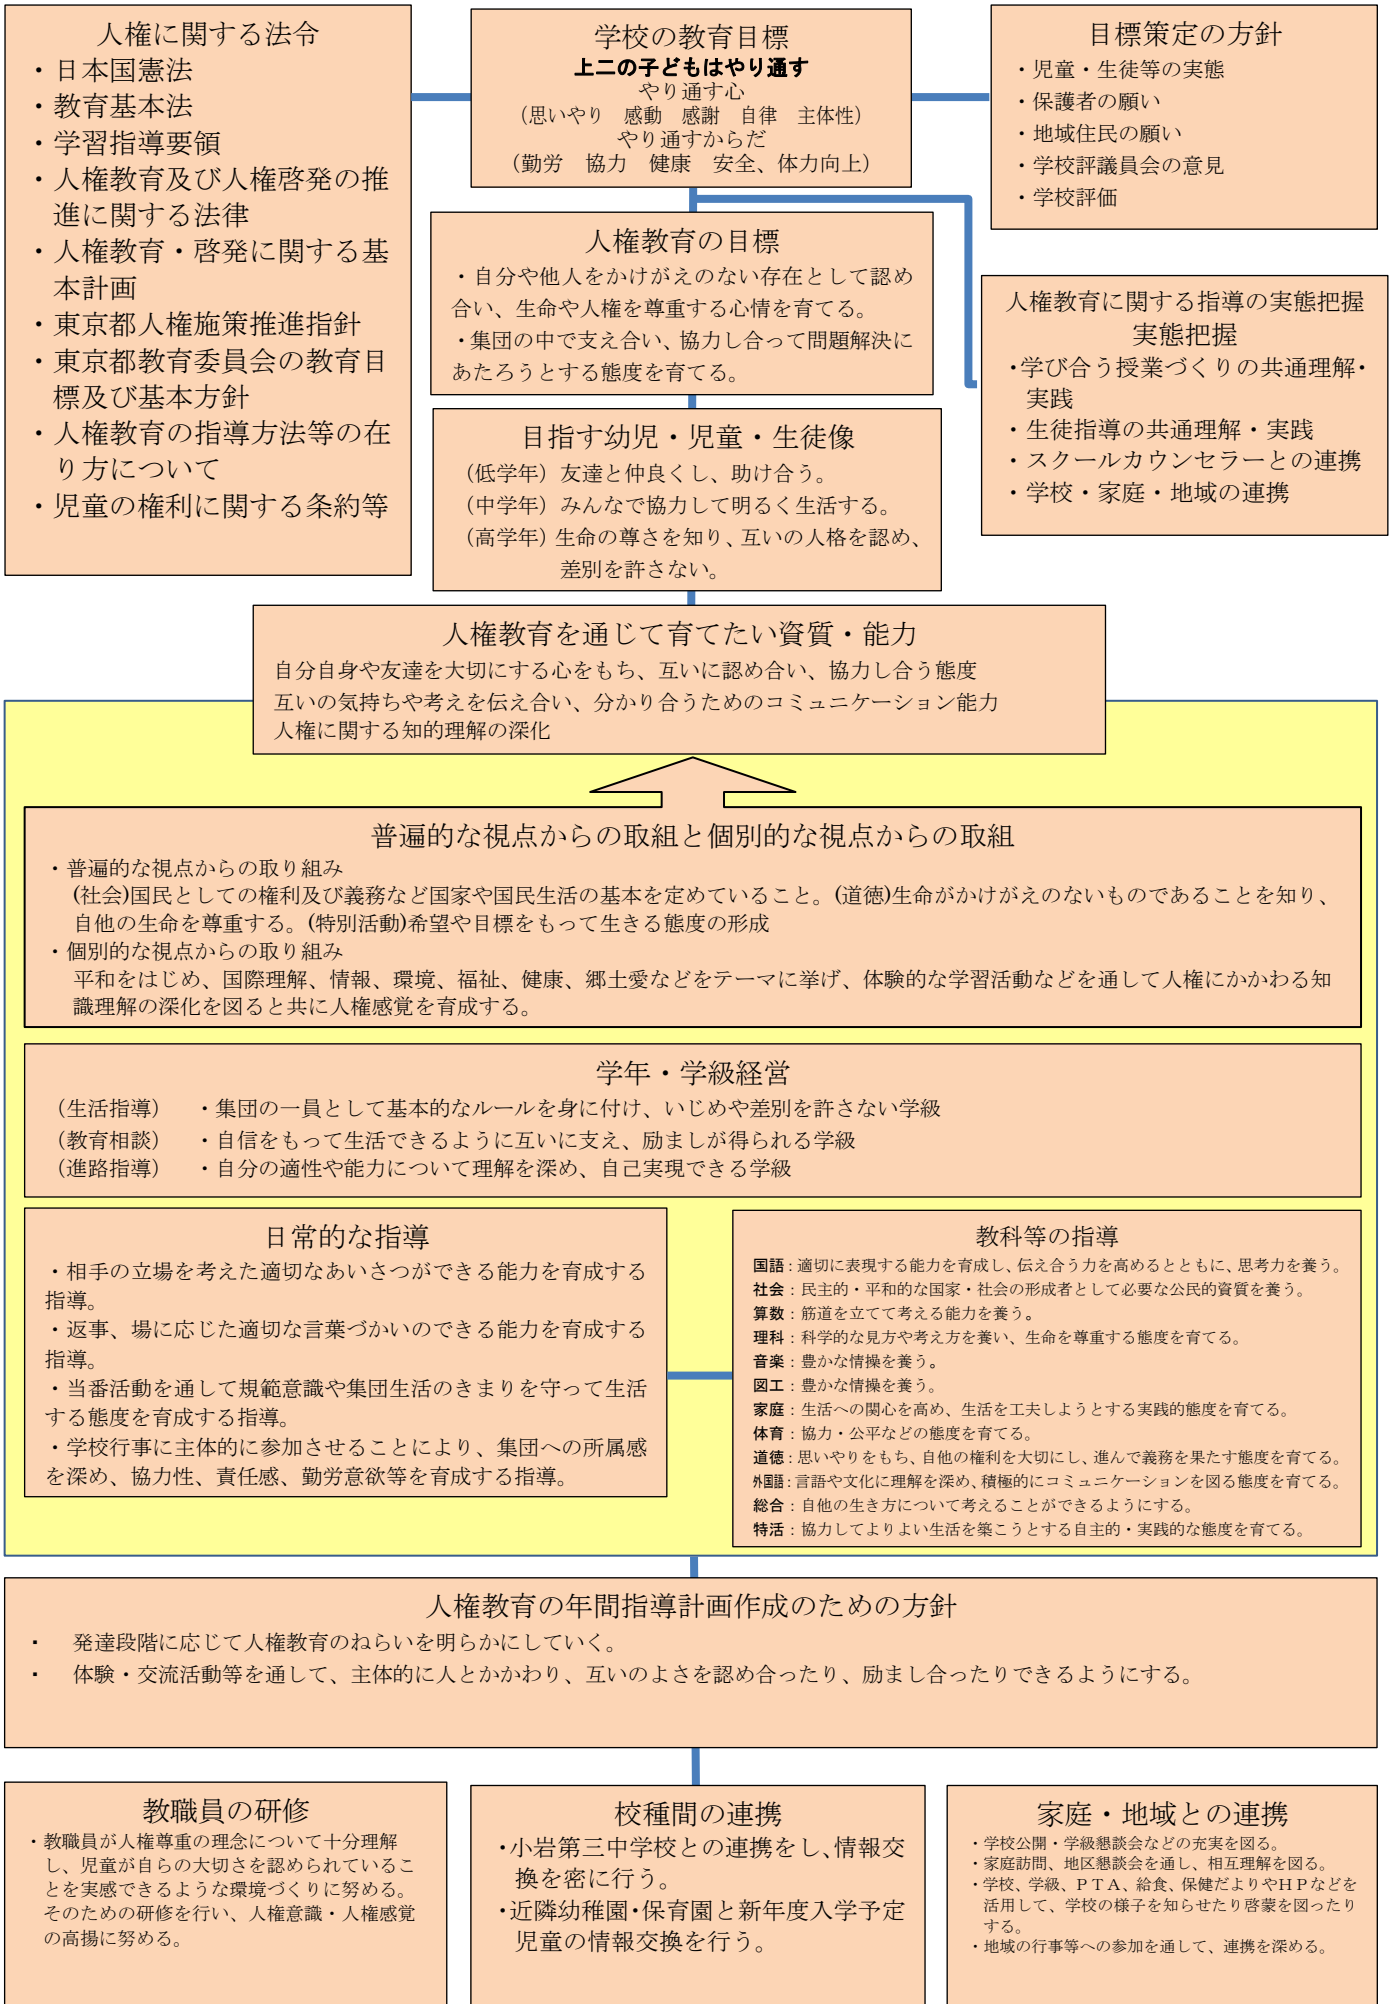 人権に関する法令
・日本国憲法
・教育基本法
・学習指導要領
・人権教育及び人権啓発の推
進に関する法律
・人権教育・啓発に関する基
本計画
・東京都人権施策推進指針
・東京都教育委員会の教育目
標及び基本方針
・人権教育の指導方法等の在
り方について
・児童の権利に関する条約等
学校の教育目標
上二の子どもはやり通す
やり通す心
（思いやり　感動　感謝　自律　主体性）
やり通すからだ
（勤労　協力　健康　安全、体力向上）
目標策定の方針
・児童・生徒等の実態
・保護者の願い
・地域住民の願い
・学校評議員会の意見
・学校評価
人権教育の目標
・自分や他人をかけがえのない存在として認め
合い、生命や人権を尊重する心情を育てる。
・集団の中で支え合い、協力し合って問題解決に
あたろうとする態度を育てる。
人権教育に関する指導の実態把握
実態把握
・学び合う授業づくりの共通理解・
実践
・生徒指導の共通理解・実践
・スクールカウンセラーとの連携
・学校・家庭・地域の連携
目指す幼児・児童・生徒像
（低学年）友達と仲良くし、助け合う。
（中学年）みんなで協力して明るく生活する。
（高学年）生命の尊さを知り、互いの人格を認め、
差別を許さない。
人権教育を通じて育てたい資質・能力
自分自身や友達を大切にする心をもち、互いに認め合い、協力し合う態度
互いの気持ちや考えを伝え合い、分かり合うためのコミュニケーション能力
人権に関する知的理解の深化
普遍的な視点からの取組と個別的な視点からの取組
・普遍的な視点からの取り組み
(社会)国民としての権利及び義務など国家や国民生活の基本を定めていること。(道徳)生命がかけがえのないものであることを知り、
自他の生命を尊重する。(特別活動)希望や目標をもって生きる態度の形成
・個別的な視点からの取り組み
平和をはじめ、国際理解、情報、環境、福祉、健康、郷土愛などをテーマに挙げ、体験的な学習活動などを通して人権にかかわる知
識理解の深化を図ると共に人権感覚を育成する。
学年・学級経営
（生活指導）　・集団の一員として基本的なルールを身に付け、いじめや差別を許さない学級
（教育相談）　・自信をもって生活できるように互いに支え、励ましが得られる学級
（進路指導）　・自分の適性や能力について理解を深め、自己実現できる学級
日常的な指導
・相手の立場を考えた適切なあいさつができる能力を育成する
指導。
・返事、場に応じた適切な言葉づかいのできる能力を育成する
指導。
・当番活動を通して規範意識や集団生活のきまりを守って生活
する態度を育成する指導。
・学校行事に主体的に参加させることにより、集団への所属感
を深め、協力性、責任感、勤労意欲等を育成する指導。
教科等の指導
国語：適切に表現する能力を育成し、伝え合う力を高めるとともに、思考力を養う。
社会：民主的・平和的な国家・社会の形成者として必要な公民的資質を養う。
算数：筋道を立てて考える能力を養う。
理科：科学的な見方や考え方を養い、生命を尊重する態度を育てる。
音楽：豊かな情操を養う。
図工：豊かな情操を養う。
家庭：生活への関心を高め、生活を工夫しようとする実践的態度を育てる。
体育：協力・公平などの態度を育てる。
道徳：思いやりをもち、自他の権利を大切にし、進んで義務を果たす態度を育てる。
外国語：言語や文化に理解を深め、積極的にコミュニケーションを図る態度を育てる。
総合：自他の生き方について考えることができるようにする。
特活：協力してよりよい生活を築こうとする自主的・実践的な態度を育てる。
人権教育の年間指導計画作成のための方針
・　発達段階に応じて人権教育のねらいを明らかにしていく。
・　体験・交流活動等を通して、主体的に人とかかわり、互いのよさを認め合ったり、励まし合ったりできるようにする。
教職員の研修
・教職員が人権尊重の理念について十分理解
し、児童が自らの大切さを認められているこ
とを実感できるような環境づくりに努める。
そのための研修を行い、人権意識・人権感覚
の高揚に努める。
校種間の連携
・小岩第三中学校との連携をし、情報交
換を密に行う。
・近隣幼稚園・保育園と新年度入学予定
児童の情報交換を行う。
家庭・地域との連携
・学校公開・学級懇談会などの充実を図る。
・家庭訪問、地区懇談会を通し、相互理解を図る。
・学校、学級、ＰＴＡ、給食、保健だよりやＨＰなどを
活用して、学校の様子を知らせたり啓蒙を図ったり
する。
・地域の行事等への参加を通して、連携を深める。